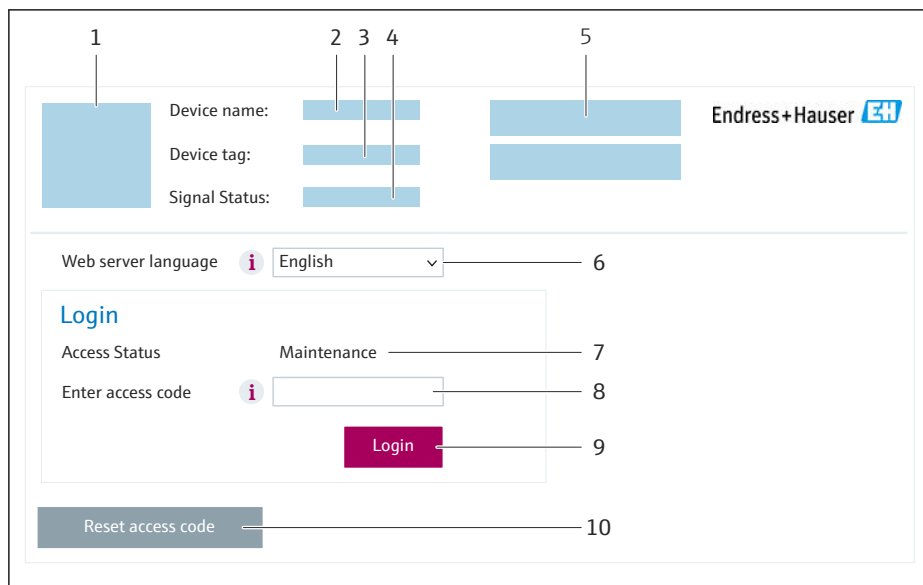 1 2 3 4 5
Device name:
Endress+Hauser EH
Device tag:
Signal Status:
Web server language i English 6
Login
Access Status Maintenance 7
Enter access code i 8
Login 9
Reset access code 10